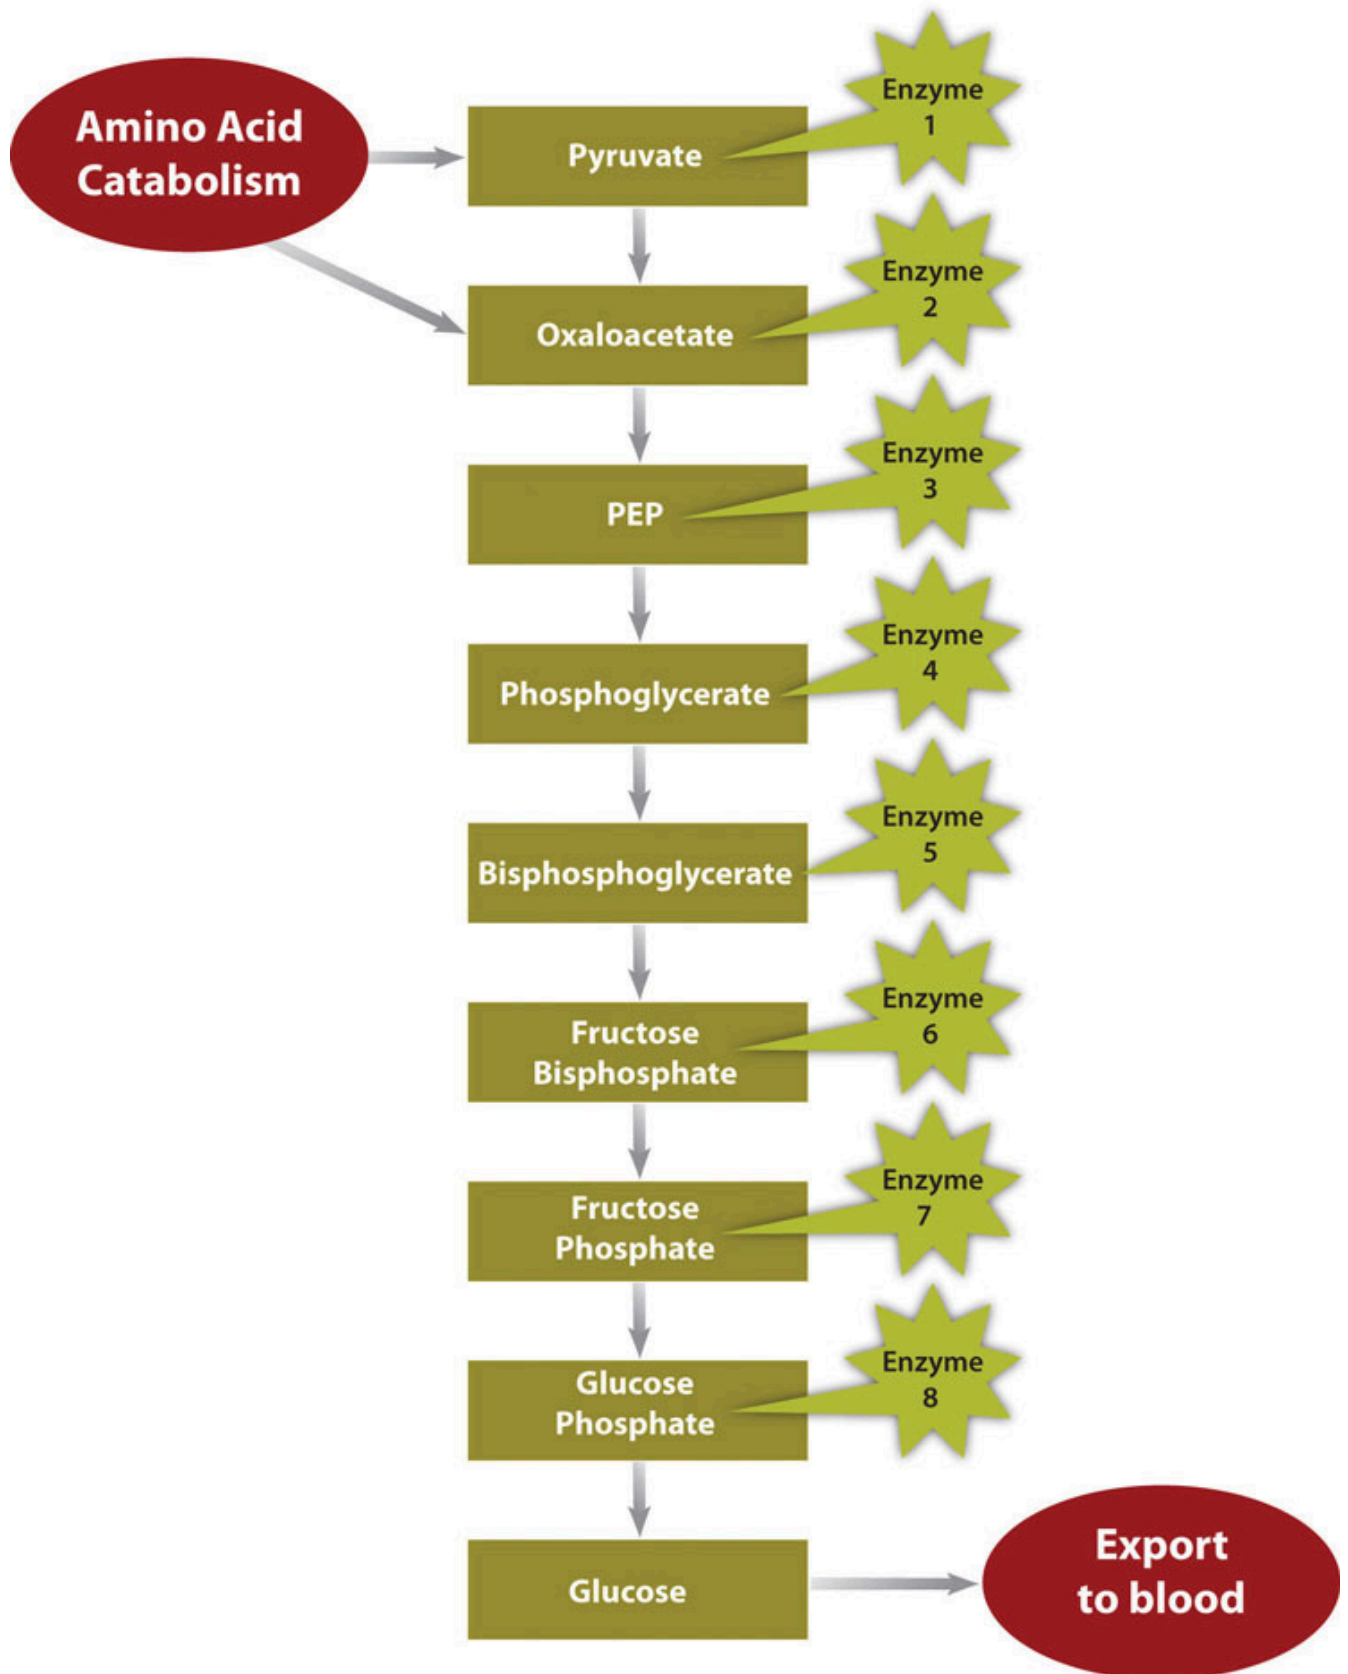 Amino Acid
Catabolism
Pyruvate
Enzyme
1
Oxaloacetate
Enzyme
2
PEP
Enzyme
3
Phosphoglycerate
Enzyme
4
Bisphosphoglycerate
Enzyme
5
Fructose
Bisphosphate
Enzyme
6
Fructose
Phosphate
Enzyme
7
Glucose
Phosphate
Enzyme
8
Glucose
Export
to blood